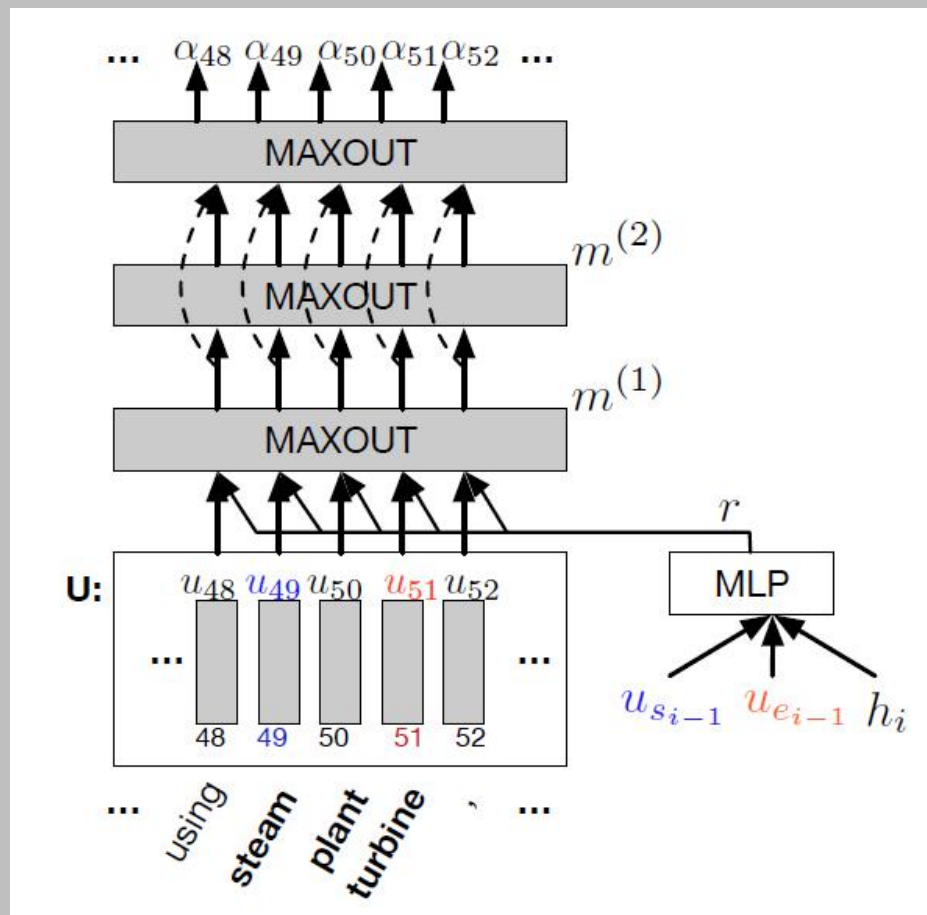 ... α48 α49 α50 α51 α52 ...
MAXOUT
m(2)
MAXOUT
m(1)
MAXOUT
r
U: u48 u49 u50 u51 u52
MLP
... ...
us_{i-1} ue_{i-1} hi
48 49 50 51 52
... using steam plant turbine , ...